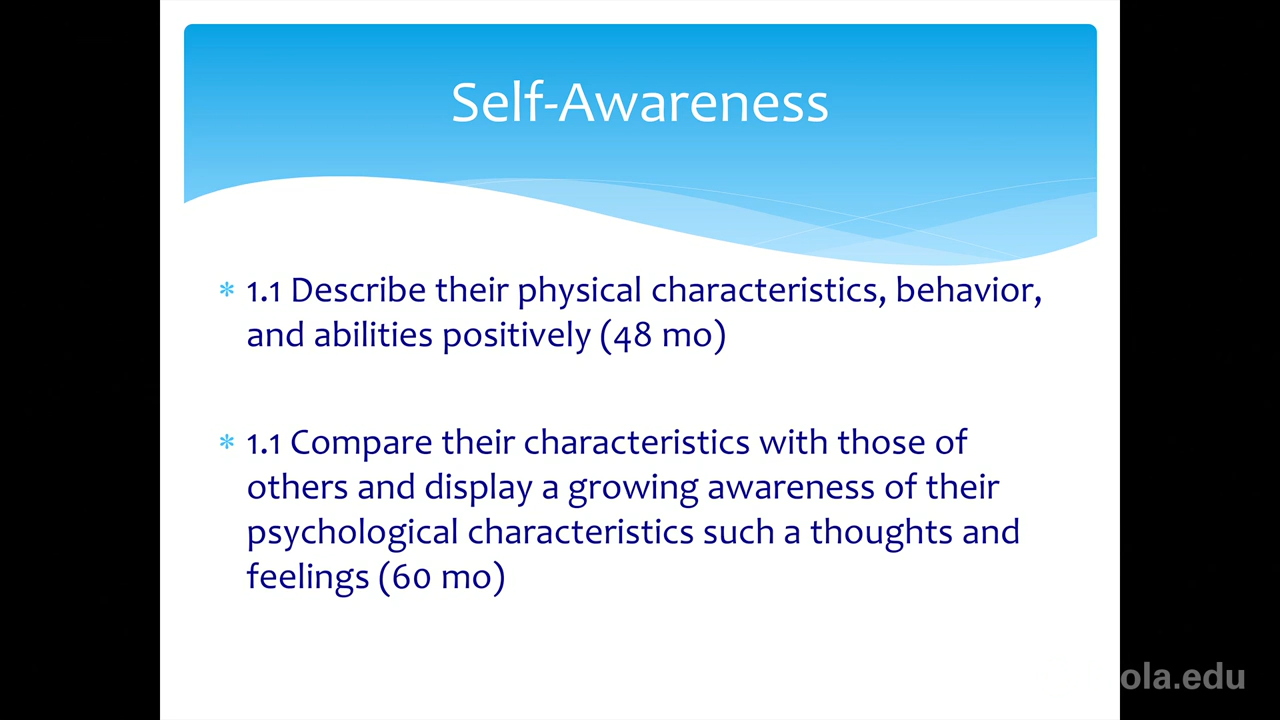 Self-Awareness
* 1.1 Describe their physical characteristics, behavior,
and abilities positively (48 mo)
* 1.1 Compare their characteristics with those of
others and display a growing awareness of their
psychological characteristics such a thoughts and
feelings (60 mo)
ola.edu